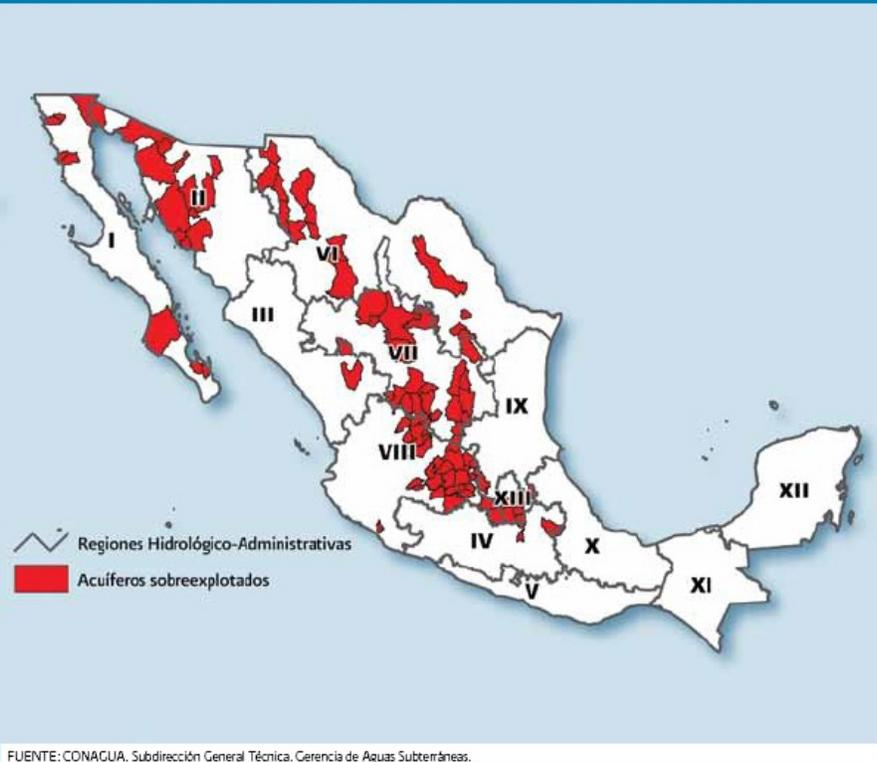 II
I
VI
III
VII
IX
VIII
XII
XIII
Regiones Hidrológico-Administrativas
IV
X
Acuíferos sobreexplotados
XI
V
FUENTE: CONAGUA. Subdirección General Técnica. Gerencia de Aguas Subterráneas.